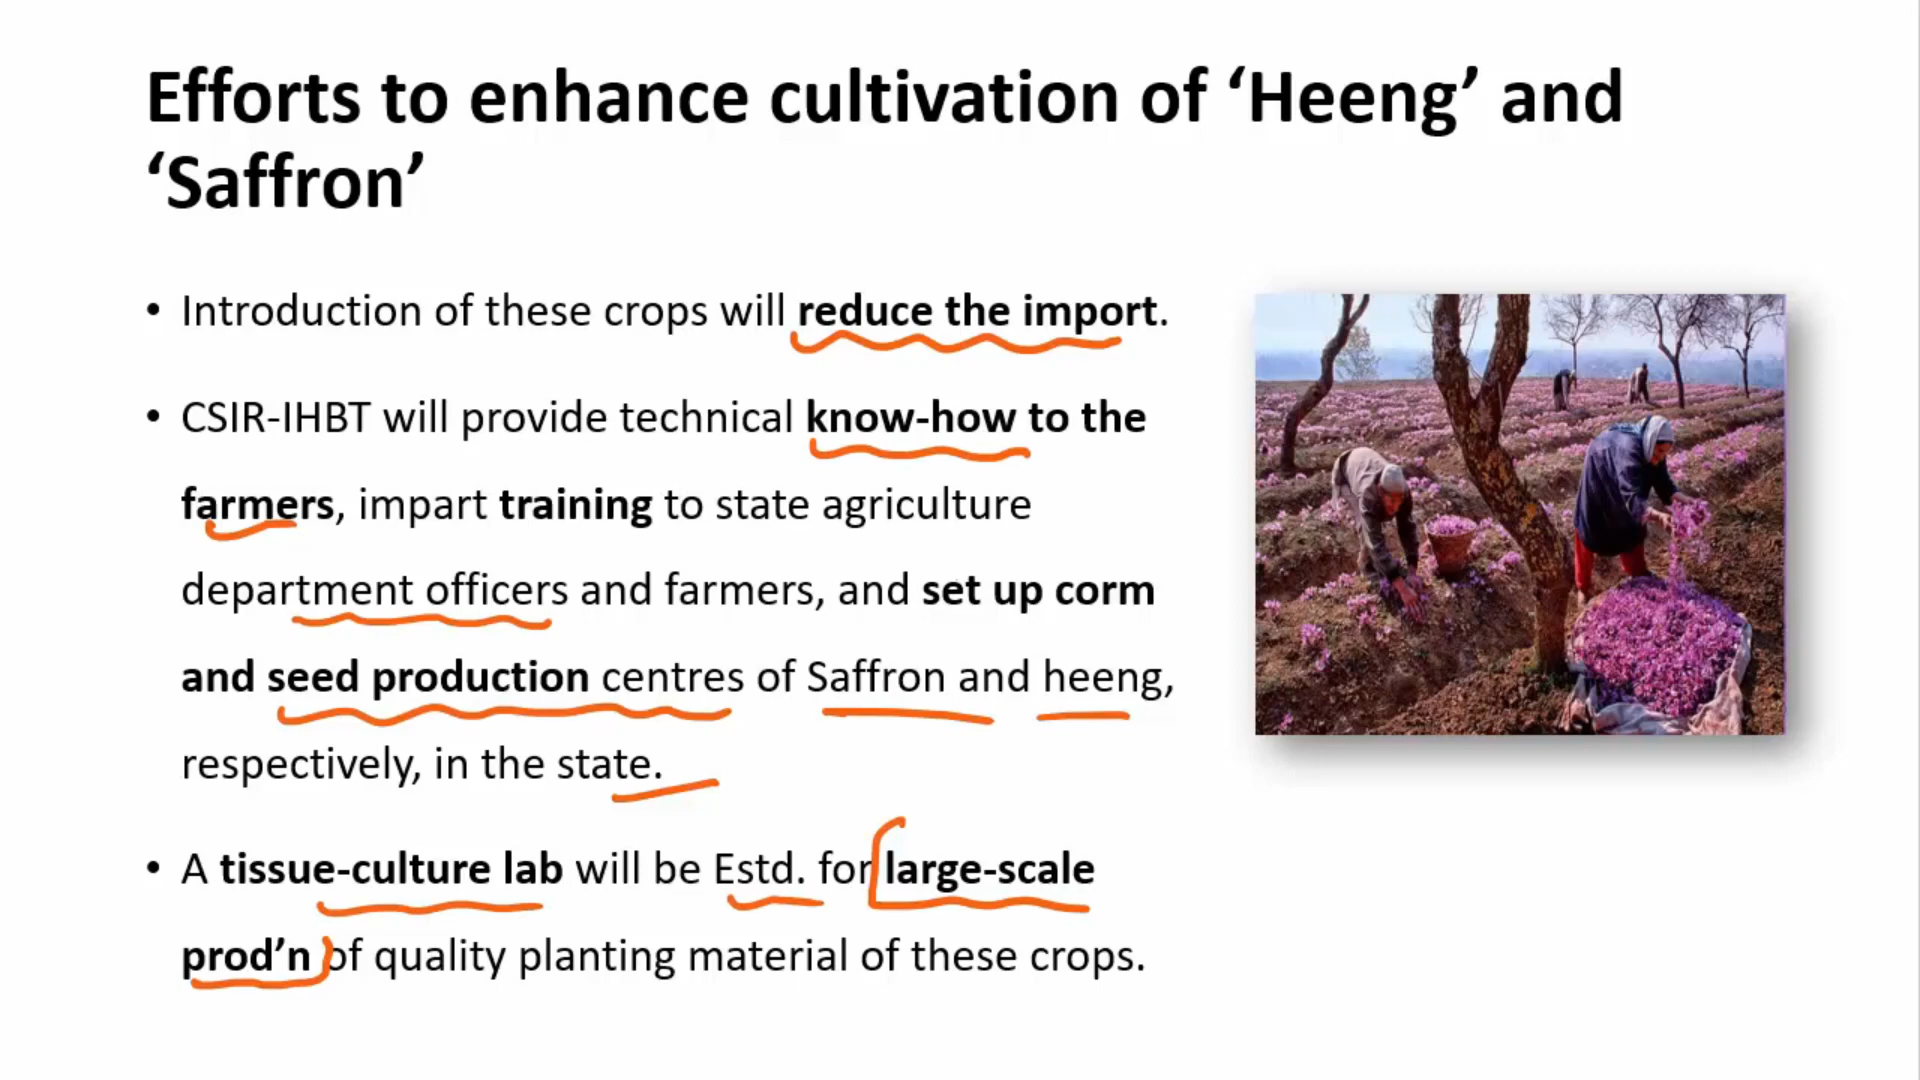 Efforts to enhance cultivation of ‘Heeng’ and
‘Saffron’
• Introduction of these crops will reduce the import.
• CSIR-IHBT will provide technical know-how to the
farmers, impart training to state agriculture
department officers and farmers, and set up corm
and seed production centres of Saffron and heeng,
respectively, in the state.
• A tissue-culture lab will be Estd. for large-scale
prod’n of quality planting material of these crops.